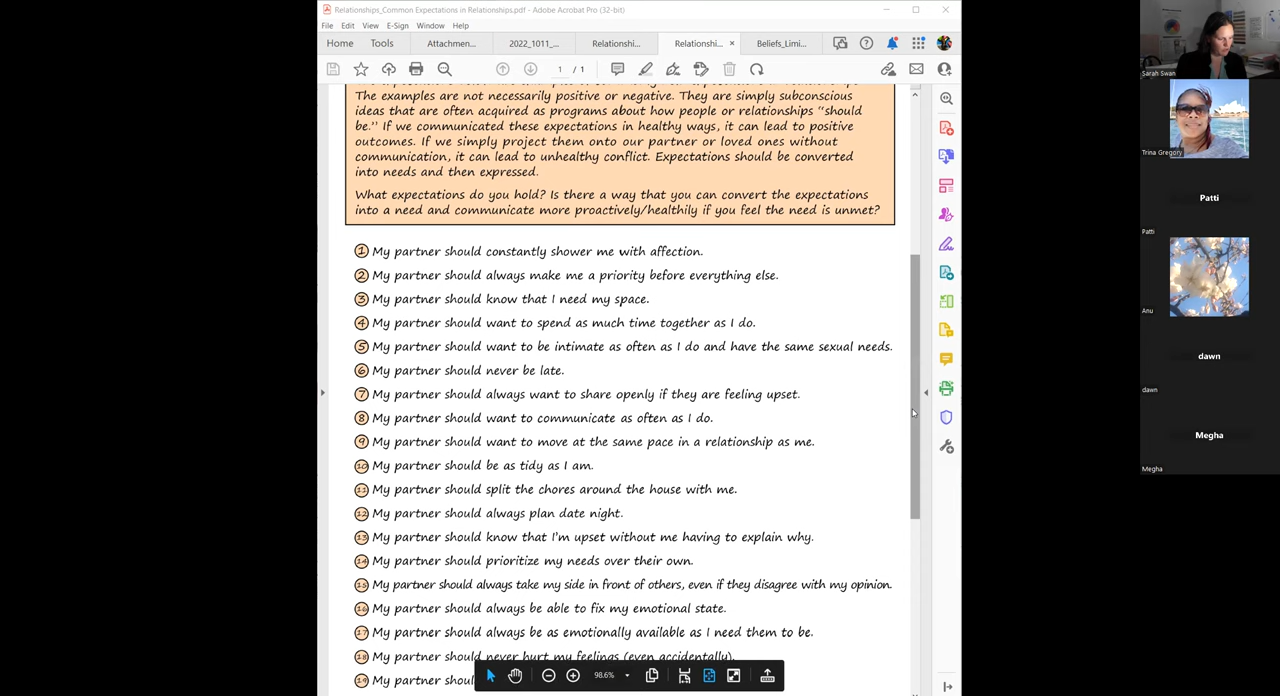 Relationships_Common Expectations in Relationships.pdf - Adobe Acrobat Pro (32-bit)
File Edit View E-Sign Window Help
Home Tools Attachmen... 2022_1011_... Relationshi... Relationshi... × Beliefs_Limi...
1 / 1
The examples are not necessarily positive or negative. They are simply subconscious
ideas that are often acquired as programs about how people or relationships “should
be.” If we communicated these expectations in healthy ways, it can lead to positive
outcomes. If we simply project them onto our partner or loved ones without
communication, it can lead to unhealthy conflict. Expectations should be converted
into needs and then expressed.
What expectations do you hold? Is there a way that you can convert the expectations
into a need and communicate more proactively/healthily if you feel the need is unmet?
1 My partner should constantly shower me with affection.
2 My partner should always make me a priority before everything else.
3 My partner should know that I need my space.
4 My partner should want to spend as much time together as I do.
5 My partner should want to be intimate as often as I do and have the same sexual needs.
6 My partner should never be late.
7 My partner should always want to share openly if they are feeling upset.
8 My partner should want to communicate as often as I do.
9 My partner should want to move at the same pace in a relationship as me.
10 My partner should be as tidy as I am.
11 My partner should split the chores around the house with me.
12 My partner should always plan date night.
13 My partner should know that I’m upset without me having to explain why.
14 My partner should prioritize my needs over their own.
15 My partner should always take my side in front of others, even if they disagree with my opinion.
16 My partner should always be able to fix my emotional state.
17 My partner should always be as emotionally available as I need them to be.
18 My partner should never hurt my feelings (even accidentally).
19 My partner shoul
98.6%
Sarah Swan
Trina Gregory
Patti
Patti
Anu
dawn
dawn
Megha
Megha